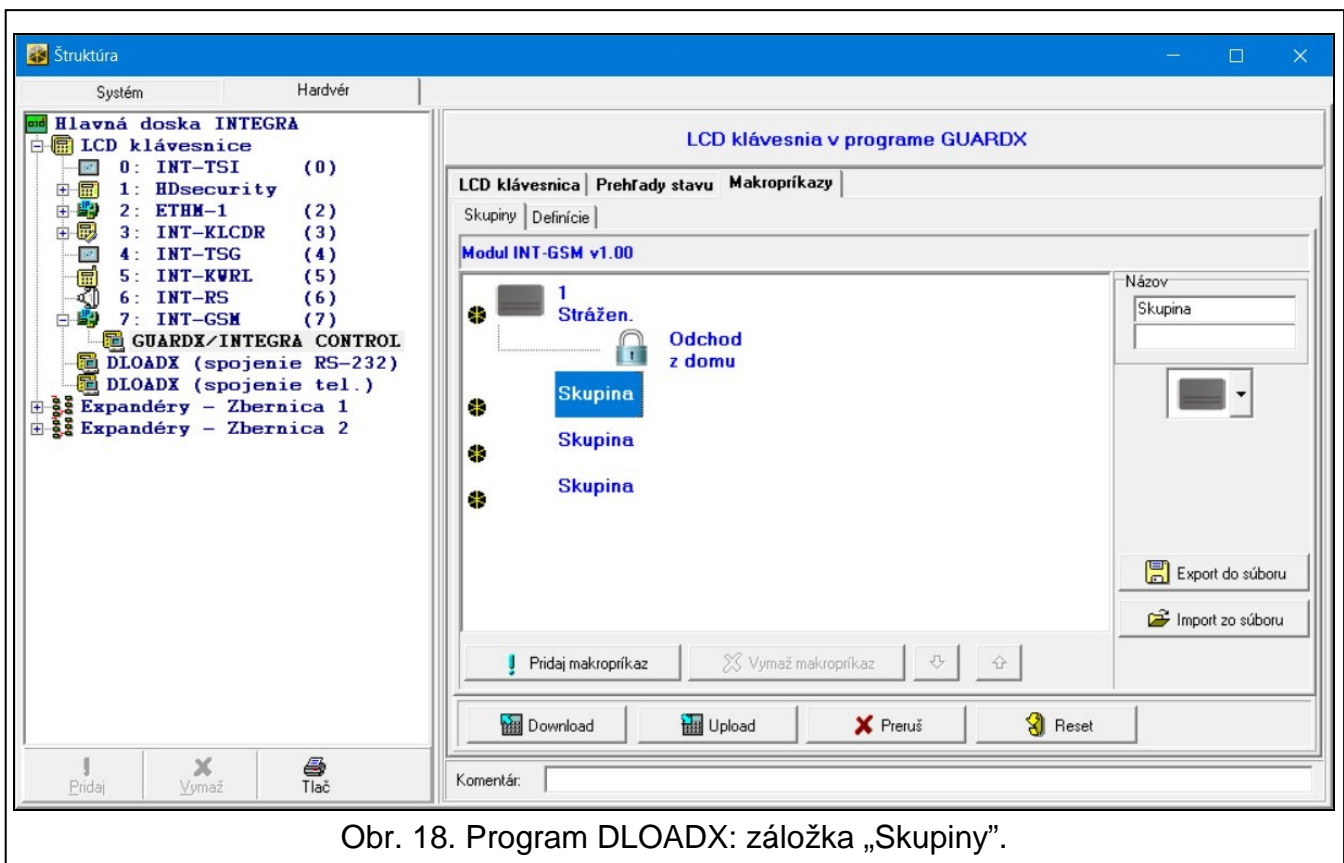 Štruktúra
Systém Hardvér
Hlavná doska INTEGRA
LCD klávesnice
0: INT-TSI (0)
1: HDsecurity
2: ETHM-1 (2)
3: INT-KLCDR (3)
4: INT-TSG (4)
5: INT-KWRL (5)
6: INT-RS (6)
7: INT-GSM (7)
GUARDX/INTEGRA CONTROL
DLOADX (spojenie RS-232)
DLOADX (spojenie tel.)
Expandéry - Zbernica 1
Expandéry - Zbernica 2
Pridaj Vymaž Tlač
LCD klávesnia v programe GUARDX
LCD klávesnica Prehľady stavu Makropríkazy
Skupiny Definície
Modul INT-GSM v1.00
1
Strážen.
Odchod
z domu
Skupina
Skupina
Skupina
Názov
Skupina
Export do súboru
Import zo súboru
Pridaj makropríkaz Vymaž makropríkaz
Download Upload Preruš Reset
Komentár:
Obr. 18. Program DLOADX: záložka „Skupiny”.